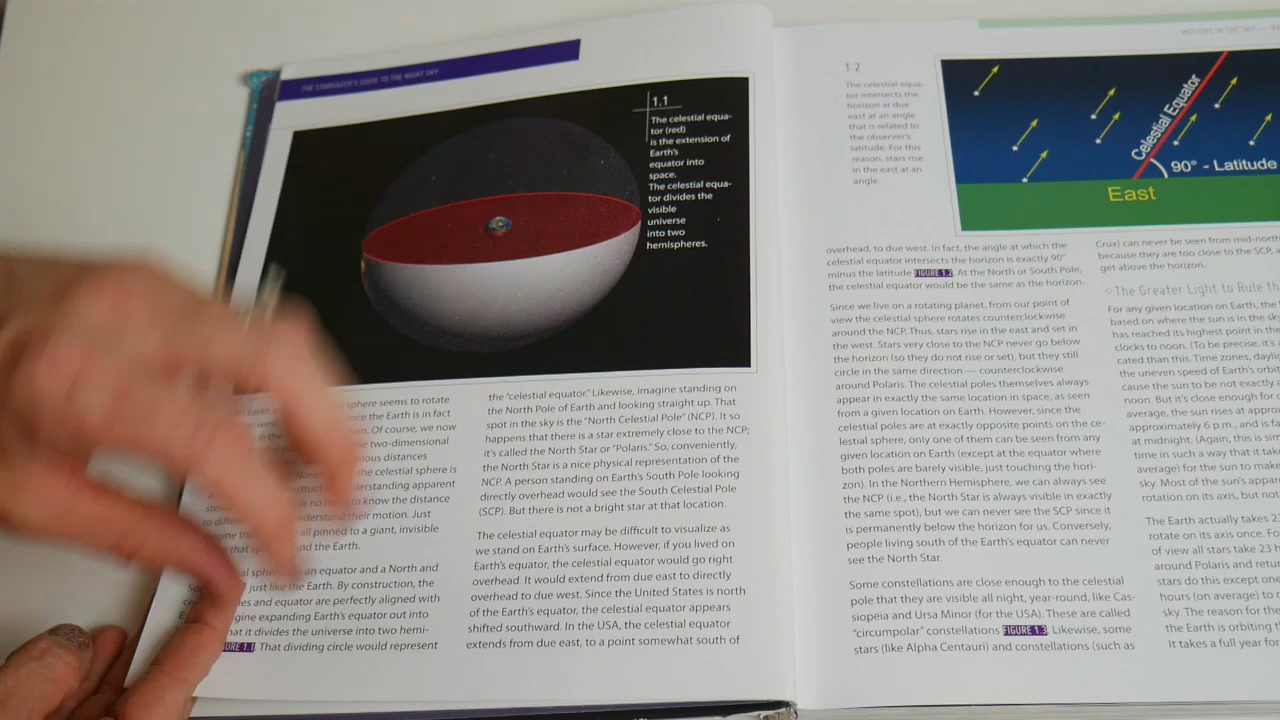 THE STARGAZER'S GUIDE TO THE NIGHT SKY
1.1
The celestial equa-
tor (red)
is the extension of
Earth's
equator into
space.
The celestial equa-
tor divides the
visible
universe
into two
hemispheres.
sphere seems to rotate
since the Earth is in fact
Of course, we now
two-dimensional
distances
the celestial sphere is
understanding apparent
to know the distance
understand their motion. Just
all pinned to a giant, invisible
and the Earth.
an equator and a North and
just like the Earth. By construction, the
and equator are perfectly aligned with
expanding Earth's equator out into
that it divides the universe into two hemi-
1.1 That dividing circle would represent
the "celestial equator." Likewise, imagine standing on
the North Pole of Earth and looking straight up. That
spot in the sky is the "North Celestial Pole" (NCP). It so
happens that there is a star extremely close to the NCP;
it's called the North Star or "Polaris." So, conveniently,
the North Star is a nice physical representation of the
NCP. A person standing on Earth's South Pole looking
directly overhead would see the South Celestial Pole
(SCP). But there is not a bright star at that location.
The celestial equator may be difficult to visualize as
we stand on Earth's surface. However, if you lived on
Earth's equator, the celestial equator would go right
overhead. It would extend from due east to directly
overhead to due west. Since the United States is north
of the Earth's equator, the celestial equator appears
shifted southward. In the USA, the celestial equator
extends from due east, to a point somewhat south of
MOTIONS IN THE SKY
1.2
The celestial equa-
tor intersects the
horizon at due
east at an angle
that is related to
the observer's
latitude. For this
reason, stars rise
in the east at an
angle.
Celestial Equator
90° - Latitude
East
overhead, to due west. In fact, the angle at which the
celestial equator intersects the horizon is exactly 90°
minus the latitude FIGURE 1.2. At the North or South Pole,
the celestial equator would be the same as the horizon.
Since we live on a rotating planet, from our point of
view the celestial sphere rotates counterclockwise
around the NCP. Thus, stars rise in the east and set in
the west. Stars very close to the NCP never go below
the horizon (so they do not rise or set), but they still
circle in the same direction — counterclockwise
around Polaris. The celestial poles themselves always
appear in exactly the same location in space, as seen
from a given location on Earth. However, since the
celestial poles are at exactly opposite points on the ce-
lestial sphere, only one of them can be seen from any
given location on Earth (except at the equator where
both poles are barely visible, just touching the hori-
zon). In the Northern Hemisphere, we can always see
the NCP (i.e., the North Star is always visible in exactly
the same spot), but we can never see the SCP since it
is permanently below the horizon for us. Conversely,
people living south of the Earth's equator can never
see the North Star.
Some constellations are close enough to the celestial
pole that they are visible all night, year-round, like Cas-
siopeia and Ursa Minor (for the USA). These are called
"circumpolar" constellations FIGURE 1.3. Likewise, some
stars (like Alpha Centauri) and constellations (such as
Crux) can never be seen from mid-north
because they are too close to the SCP, a
get above the horizon.
The Greater Light to Rule th
For any given location on Earth, the
based on where the sun is in the sky
has reached its highest point in the
clocks to noon. (To be precise, it's
cated than this. Time zones, dayli
the uneven speed of Earth's orbit
cause the sun to be not exactly
noon. But it's close enough for
average, the sun rises at appro
approximately 6 p.m., and is fa
at midnight. (Again, this is sim
time in such a way that it tak
average) for the sun to make
sky. Most of the sun's appar
rotation on its axis, but not
The Earth actually takes 2
rotate on its axis once. Fo
of view all stars take 23 h
around Polaris and retur
stars do this except one
hours (on average) to r
sky. The reason for the
the Earth is orbiting t
It takes a full year fo